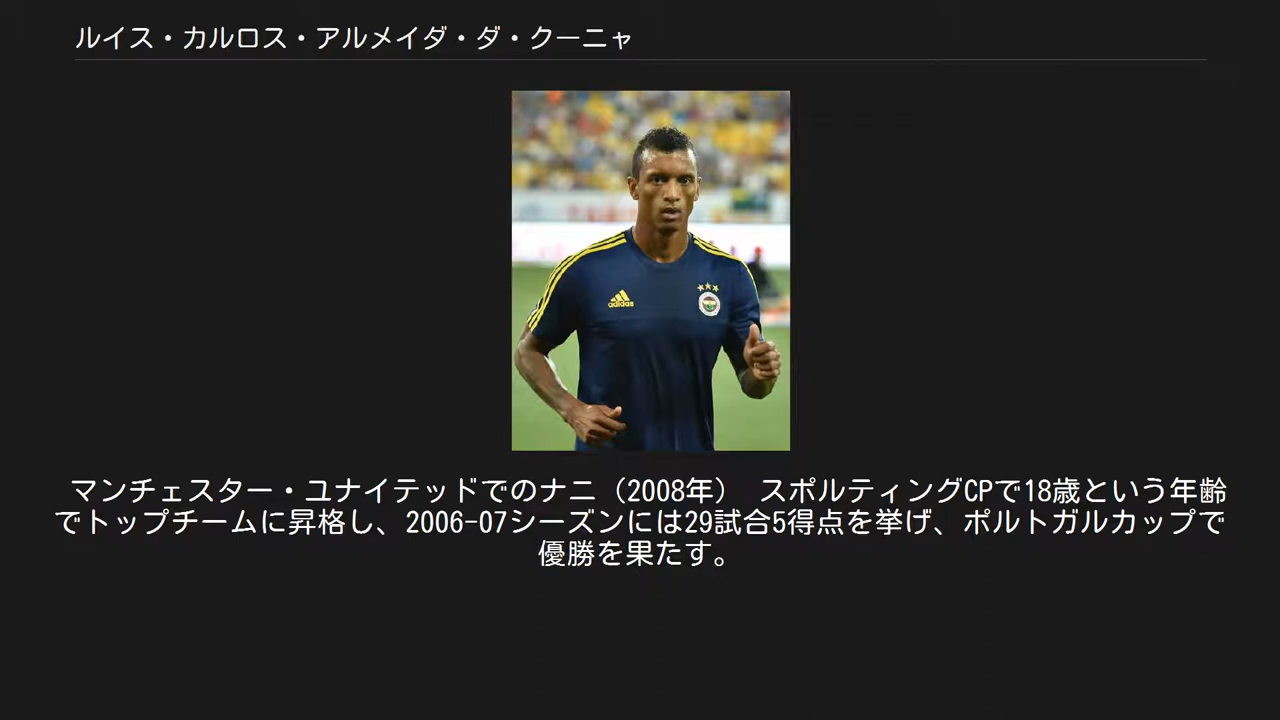 ルイス・カルロス・アルメイダ・ダ・クーニャ
adidas
マンチェスター・ユナイテッドでのナニ（2008年） スポルティングCPで18歳という年齢
でトップチームに昇格し、2006-07シーズンには29試合5得点を挙げ、ポルトガルカップで
優勝を果たす。